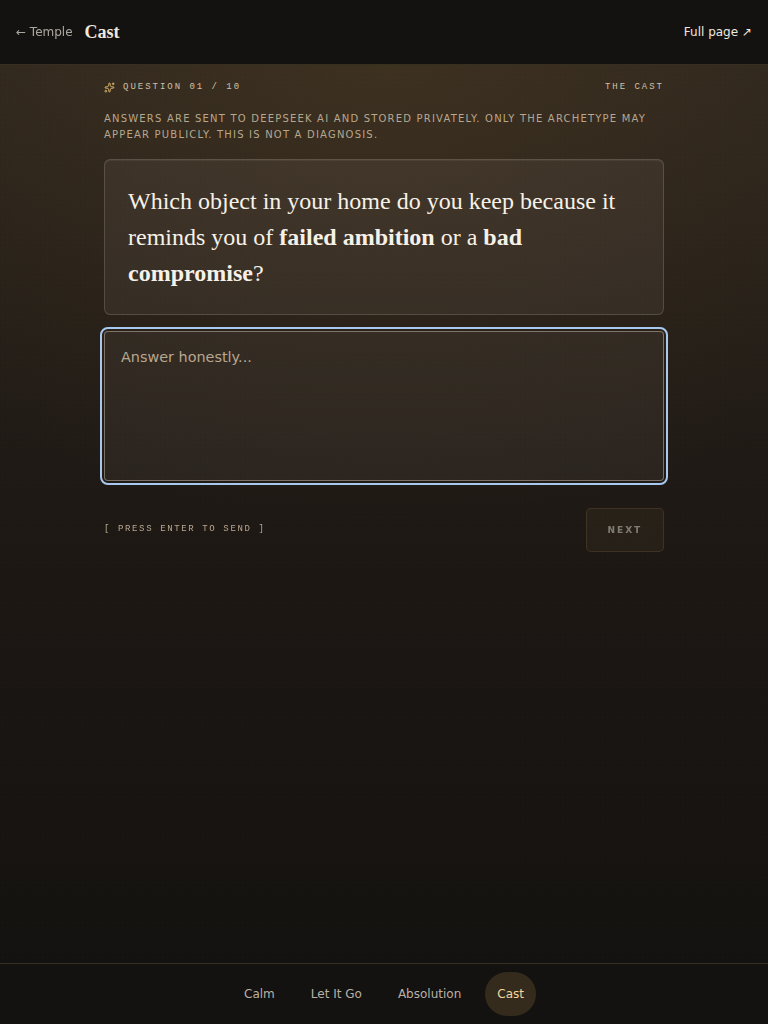 ← Temple Cast Full page ↗
QUESTION 01 / 10 THE CAST
ANSWERS ARE SENT TO DEEPSEEK AI AND STORED PRIVATELY. ONLY THE ARCHETYPE MAY
APPEAR PUBLICLY. THIS IS NOT A DIAGNOSIS.
Which object in your home do you keep because it
reminds you of failed ambition or a bad
compromise?
Answer honestly...
[ PRESS ENTER TO SEND ] NEXT
Calm Let It Go Absolution Cast